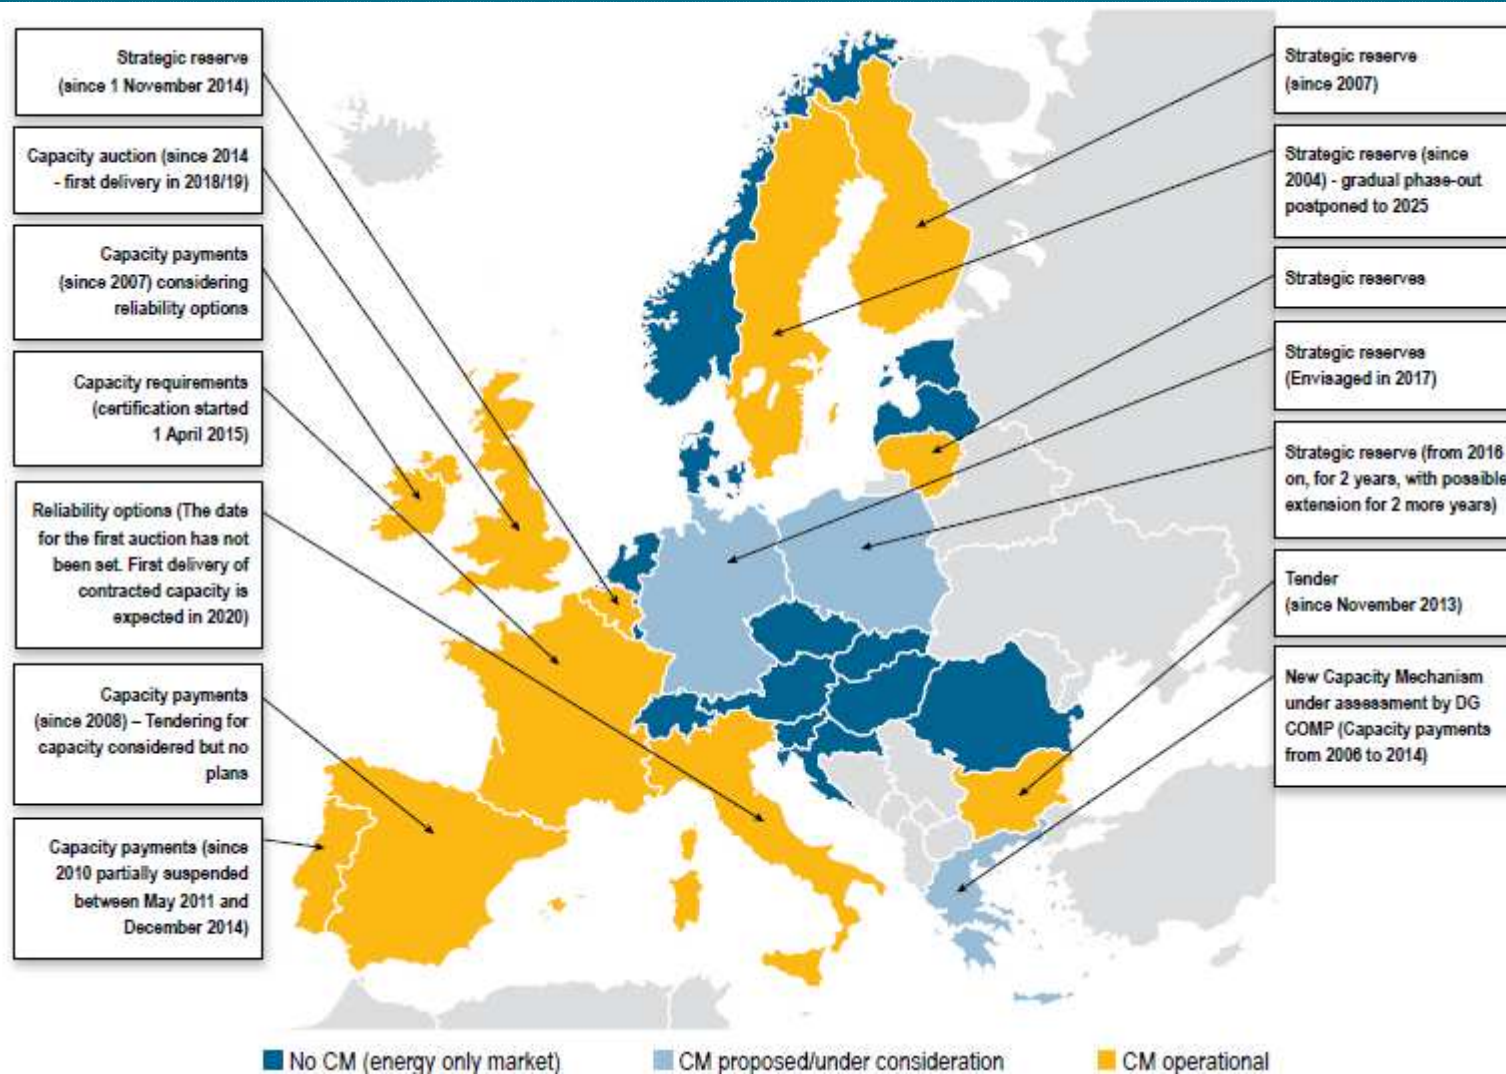 Strategic reserve
(since 1 November 2014)
Capacity auction (since 2014
- first delivery in 2018/19)
Capacity payments
(since 2007) considering
reliability options
Capacity requirements
(certification started
1 April 2015)
Reliability options (The date
for the first auction has not
been set. First delivery of
contracted capacity is
expected in 2020)
Capacity payments
(since 2008) – Tendering for
capacity considered but no
plans
Capacity payments (since
2010 partially suspended
between May 2011 and
December 2014)
Strategic reserve
(since 2007)
Strategic reserve (since
2004) - gradual phase-out
postponed to 2025
Strategic reserves
Strategic reserves
(Envisaged in 2017)
Strategic reserve (from 2016
on, for 2 years, with possible
extension for 2 more years)
Tender
(since November 2013)
New Capacity Mechanism
under assessment by DG
COMP (Capacity payments
from 2006 to 2014)
No CM (energy only market)
CM proposed/under consideration
CM operational